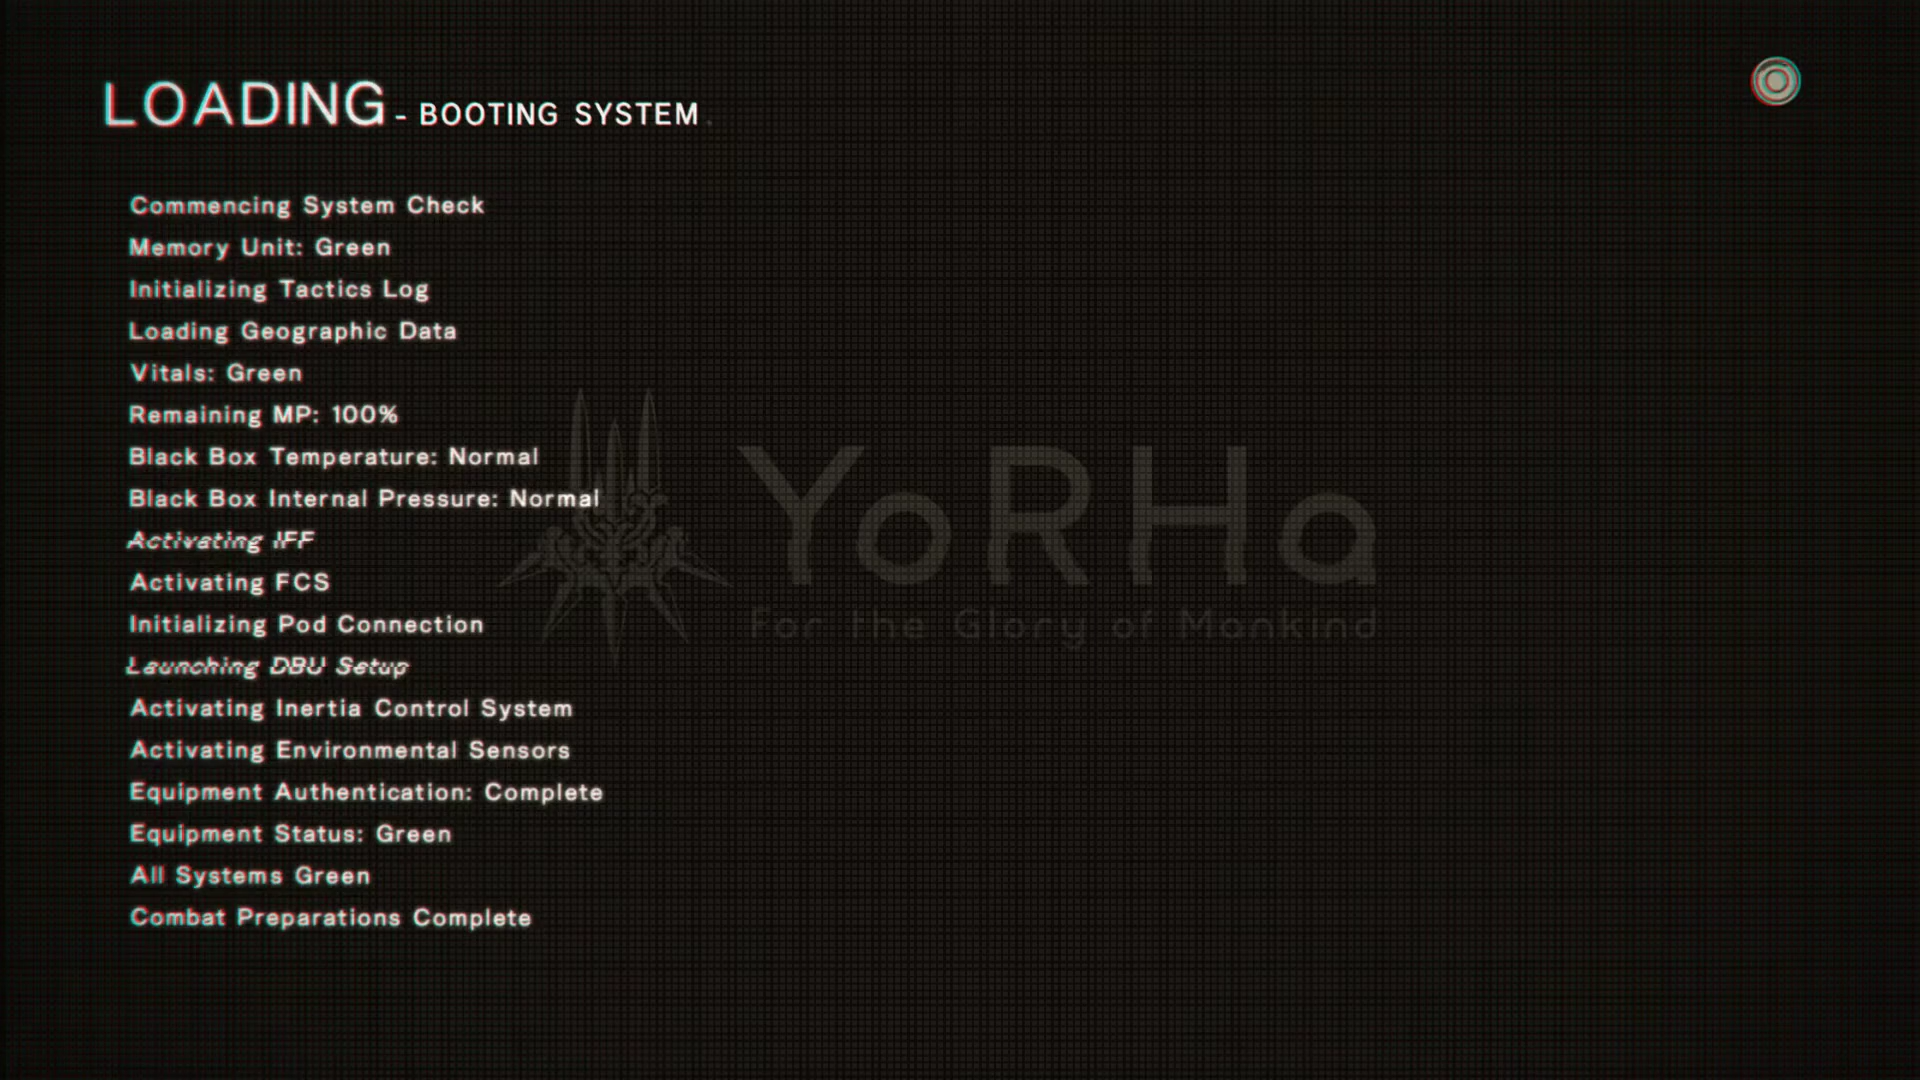 LOADING - BOOTING SYSTEM
Commencing System Check
Memory Unit: Green
Initializing Tactics Log
Loading Geographic Data
Vitals: Green
Remaining MP: 100%
Black Box Temperature: Normal
Black Box Internal Pressure: Normal
Activating IFF
Activating FCS
Initializing Pod Connection
Launching DBU Setup
Activating Inertia Control System
Activating Environmental Sensors
Equipment Authentication: Complete
Equipment Status: Green
All Systems Green
Combat Preparations Complete
YoRHa
For the Glory of Mankind